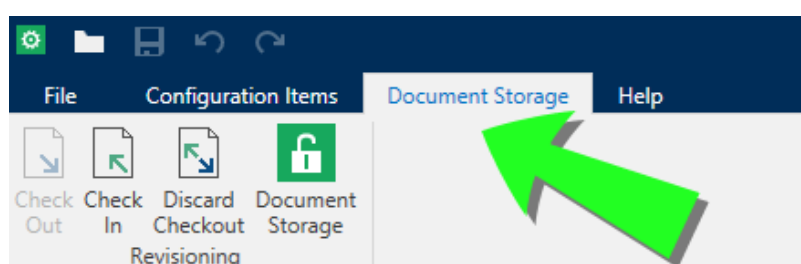 File Configuration Items Document Storage Help
Check Check Discard Document
Out In Checkout Storage
Revisioning